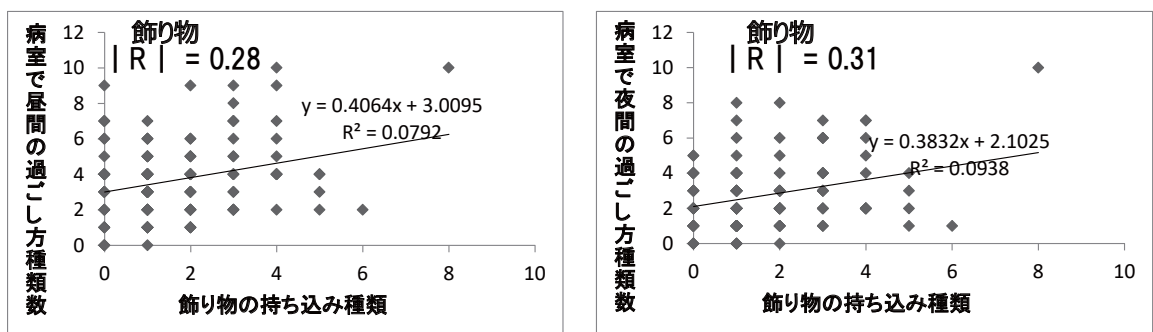 飾り物
| R | = 0.28
y = 0.4064x + 3.0095
R² = 0.0792
病室で昼間の過ごし方種類数
12
10
8
6
4
2
0
0 2 4 6 8 10
飾り物の持ち込み種類
飾り物
| R | = 0.31
y = 0.3832x + 2.1025
R² = 0.0938
病室で夜間の過ごし方種類数
12
10
8
6
4
2
0
0 2 4 6 8 10
飾り物の持ち込み種類